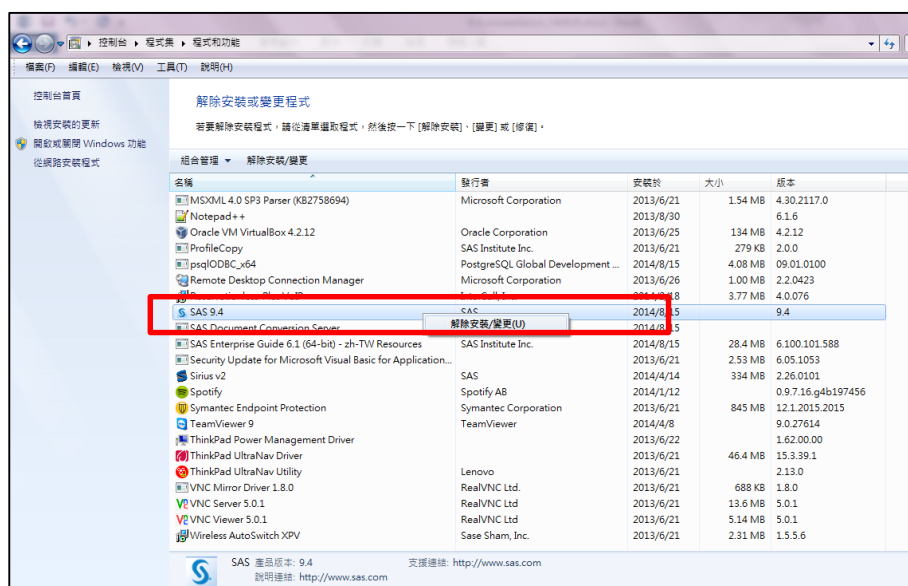 控制台 程式集 程式和功能
檔案(F) 編輯(E) 檢視(V) 工具(T) 說明(H)
控制台首頁
檢視安裝的更新
開啟或關閉 Windows 功能
從網路安裝程式
解除安裝或變更程式
若要解除安裝程式，請從清單選取程式，然後按一下 [解除安裝]、[變更] 或 [修復]。
組合管理 解除安裝/變更
名稱 發行者 安裝於 大小 版本
MSXML 4.0 SP3 Parser (KB2758694) Microsoft Corporation 2013/6/21 1.54 MB 4.30.2117.0
Notepad++ 2013/8/30 6.1.6
Oracle VM VirtualBox 4.2.12 Oracle Corporation 2013/6/25 134 MB 4.2.12
ProfileCopy SAS Institute Inc. 2013/6/21 279 KB 2.0.0
psqlODBC_x64 PostgreSQL Global Development ... 2014/8/15 4.08 MB 09.01.0100
Remote Desktop Connection Manager Microsoft Corporation 2013/6/26 1.00 MB 2.2.0423
3.77 MB 4.0.076
SAS 9.4 SAS 2014/8/15 9.4
解除安裝/變更(U)
SAS Document Conversion Server 2014/8/15
SAS Enterprise Guide 6.1 (64-bit) - zh-TW Resources SAS Institute Inc. 2014/8/15 28.4 MB 6.100.101.588
Security Update for Microsoft Visual Basic for Application... 2013/6/21 2.53 MB 6.05.1053
Sirius v2 SAS 2014/4/14 334 MB 2.26.0101
Spotify Spotify AB 2014/1/12 0.9.7.16.g4b197456
Symantec Endpoint Protection Symantec Corporation 2013/6/21 845 MB 12.1.2015.2015
TeamViewer 9 TeamViewer 2014/4/8 9.0.27614
ThinkPad Power Management Driver 2013/6/22 1.62.00.00
ThinkPad UltraNav Driver 2013/6/21 46.4 MB 15.3.39.1
ThinkPad UltraNav Utility Lenovo 2013/6/21 2.13.0
VNC Mirror Driver 1.8.0 RealVNC Ltd. 2013/6/21 688 KB 1.8.0
VNC Server 5.0.1 RealVNC Ltd 2013/6/21 13.6 MB 5.0.1
VNC Viewer 5.0.1 RealVNC Ltd 2013/6/21 5.14 MB 5.0.1
Wireless AutoSwitch XPV Sase Sham, Inc. 2013/6/21 2.31 MB 1.5.5.6
SAS 產品版本: 9.4 支援連結: http://www.sas.com
說明連結: http://www.sas.com